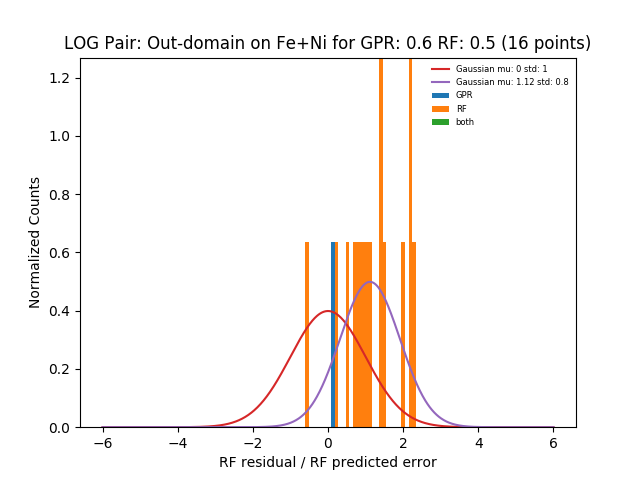 LOG Pair: Out-domain on Fe+Ni for GPR: 0.6 RF: 0.5 (16 points)
Gaussian mu: 0 std: 1
Gaussian mu: 1.12 std: 0.8
GPR
RF
both
Normalized Counts
1.2
1.0
0.8
0.6
0.4
0.2
0.0
−6 −4 −2 0 2 4 6
RF residual / RF predicted error